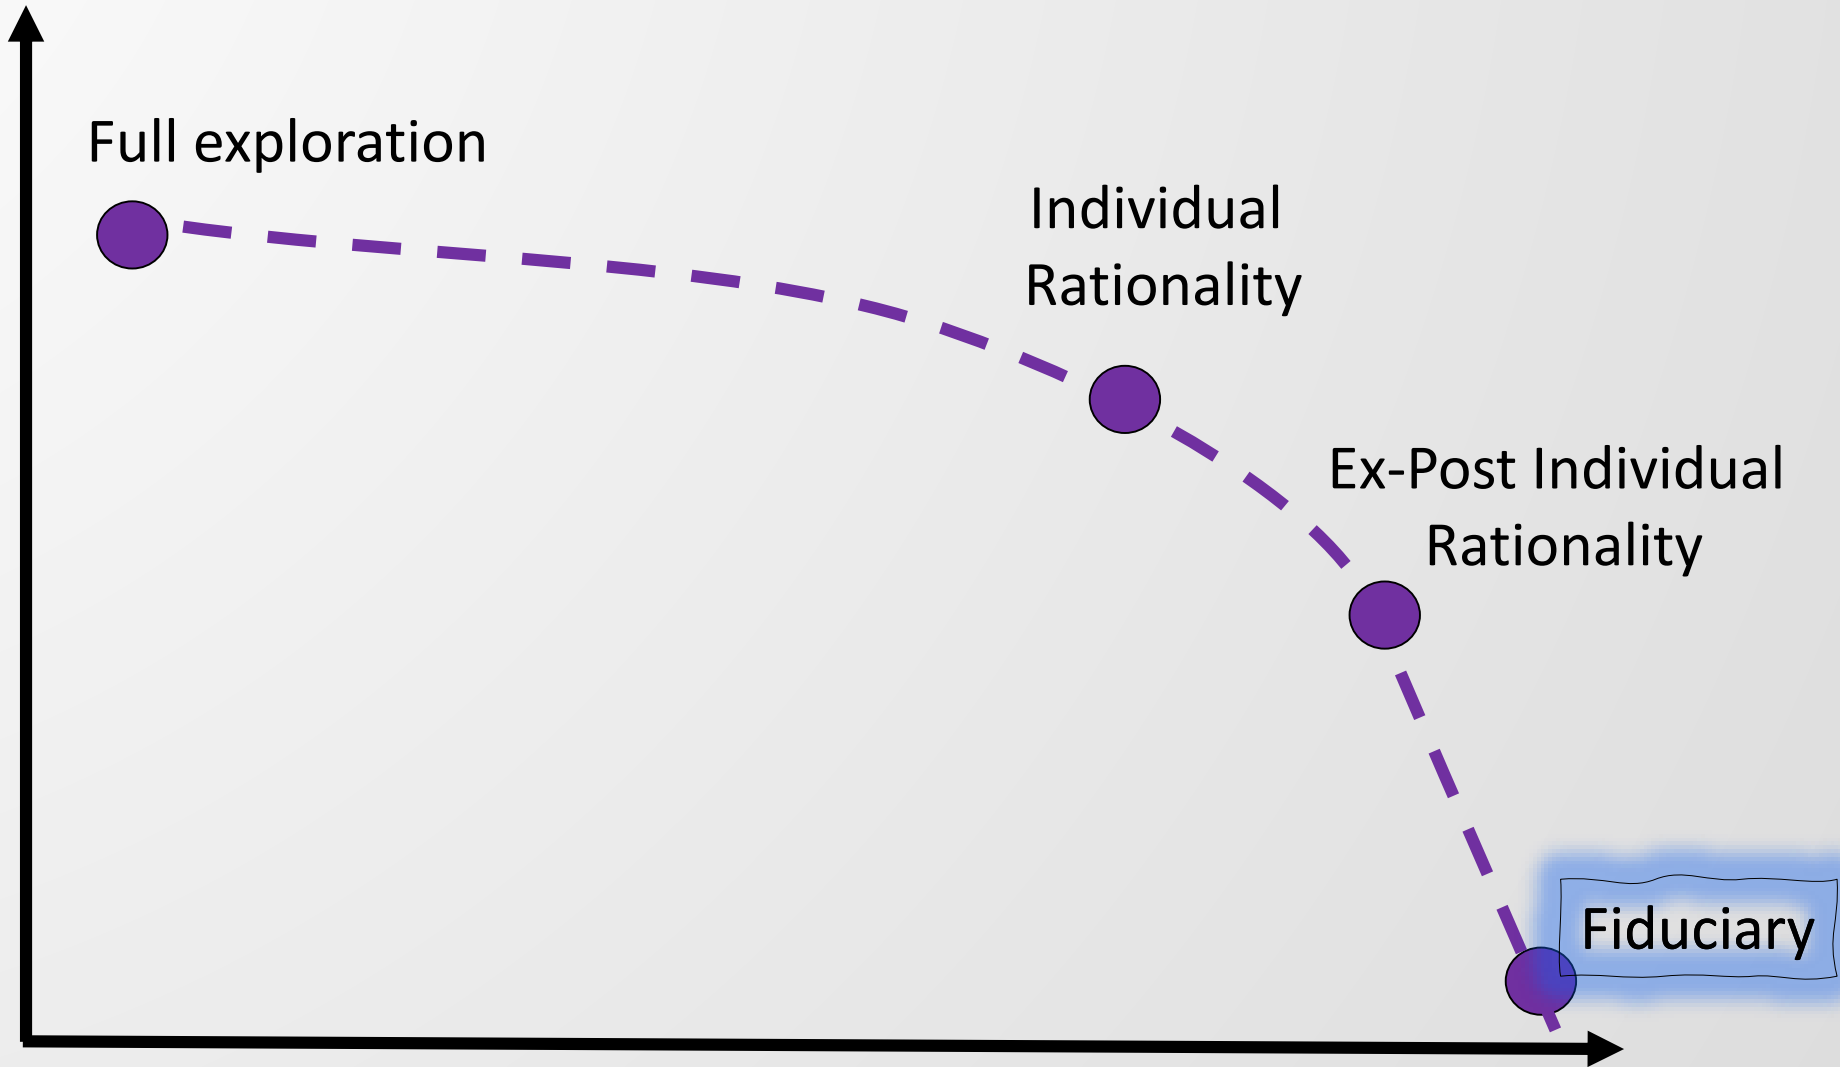 Full exploration
Individual
Rationality
Ex-Post Individual
Rationality
Fiduciary